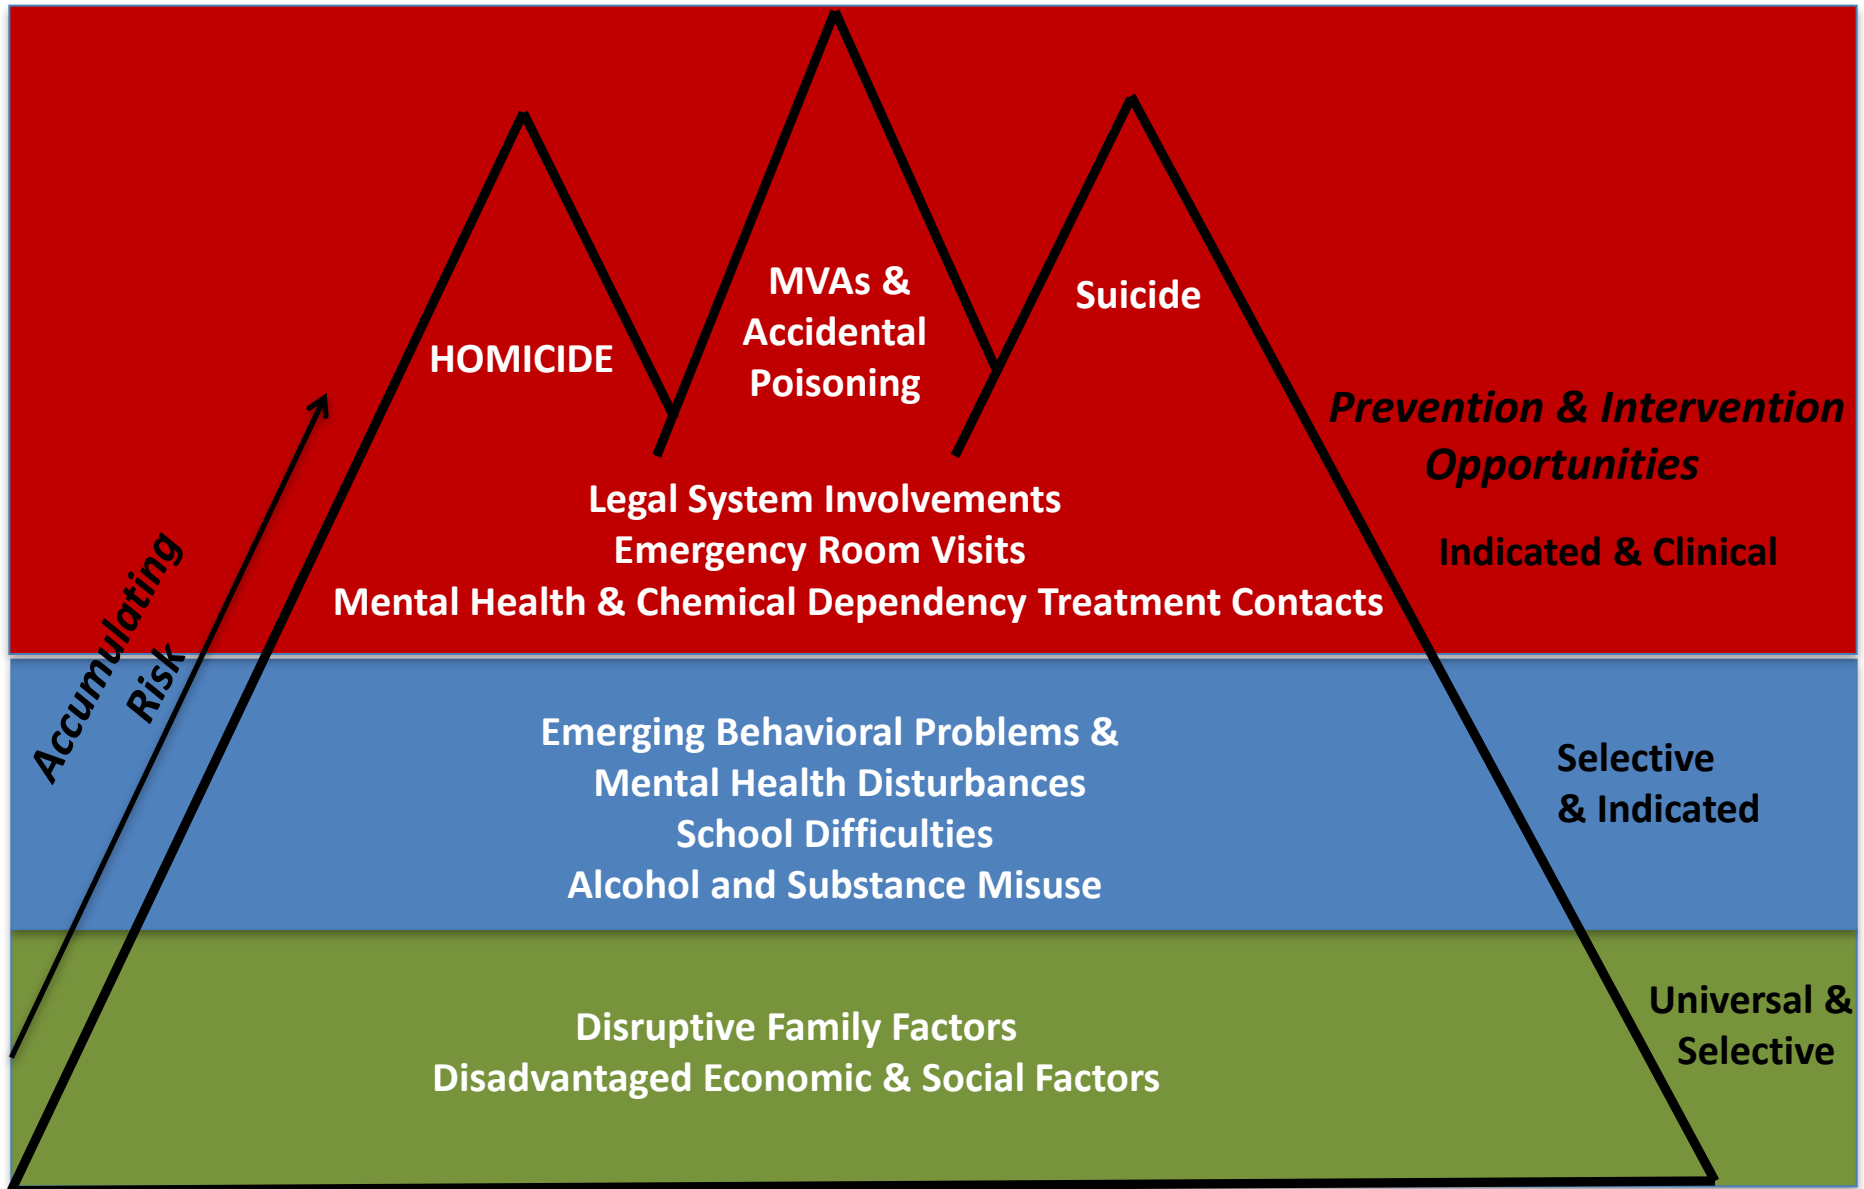 HOMICIDE
MVAs &
Accidental
Poisoning
Suicide
Prevention & Intervention
Opportunities
Legal System Involvements
Emergency Room Visits
Mental Health & Chemical Dependency Treatment Contacts
Indicated & Clinical
Accumulating
Risk
Emerging Behavioral Problems &
Mental Health Disturbances
School Difficulties
Alcohol and Substance Misuse
Selective
& Indicated
Disruptive Family Factors
Disadvantaged Economic & Social Factors
Universal &
Selective